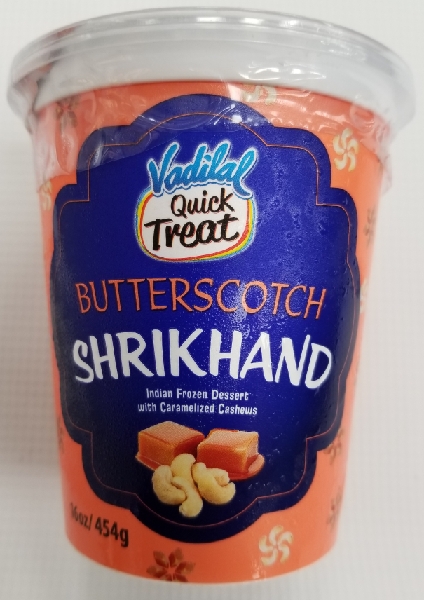 Vadilal
Quick
Treat
BUTTERSCOTCH
SHRIKHAND
Indian Frozen Dessert
with Caramelized Cashews
16oz/454g